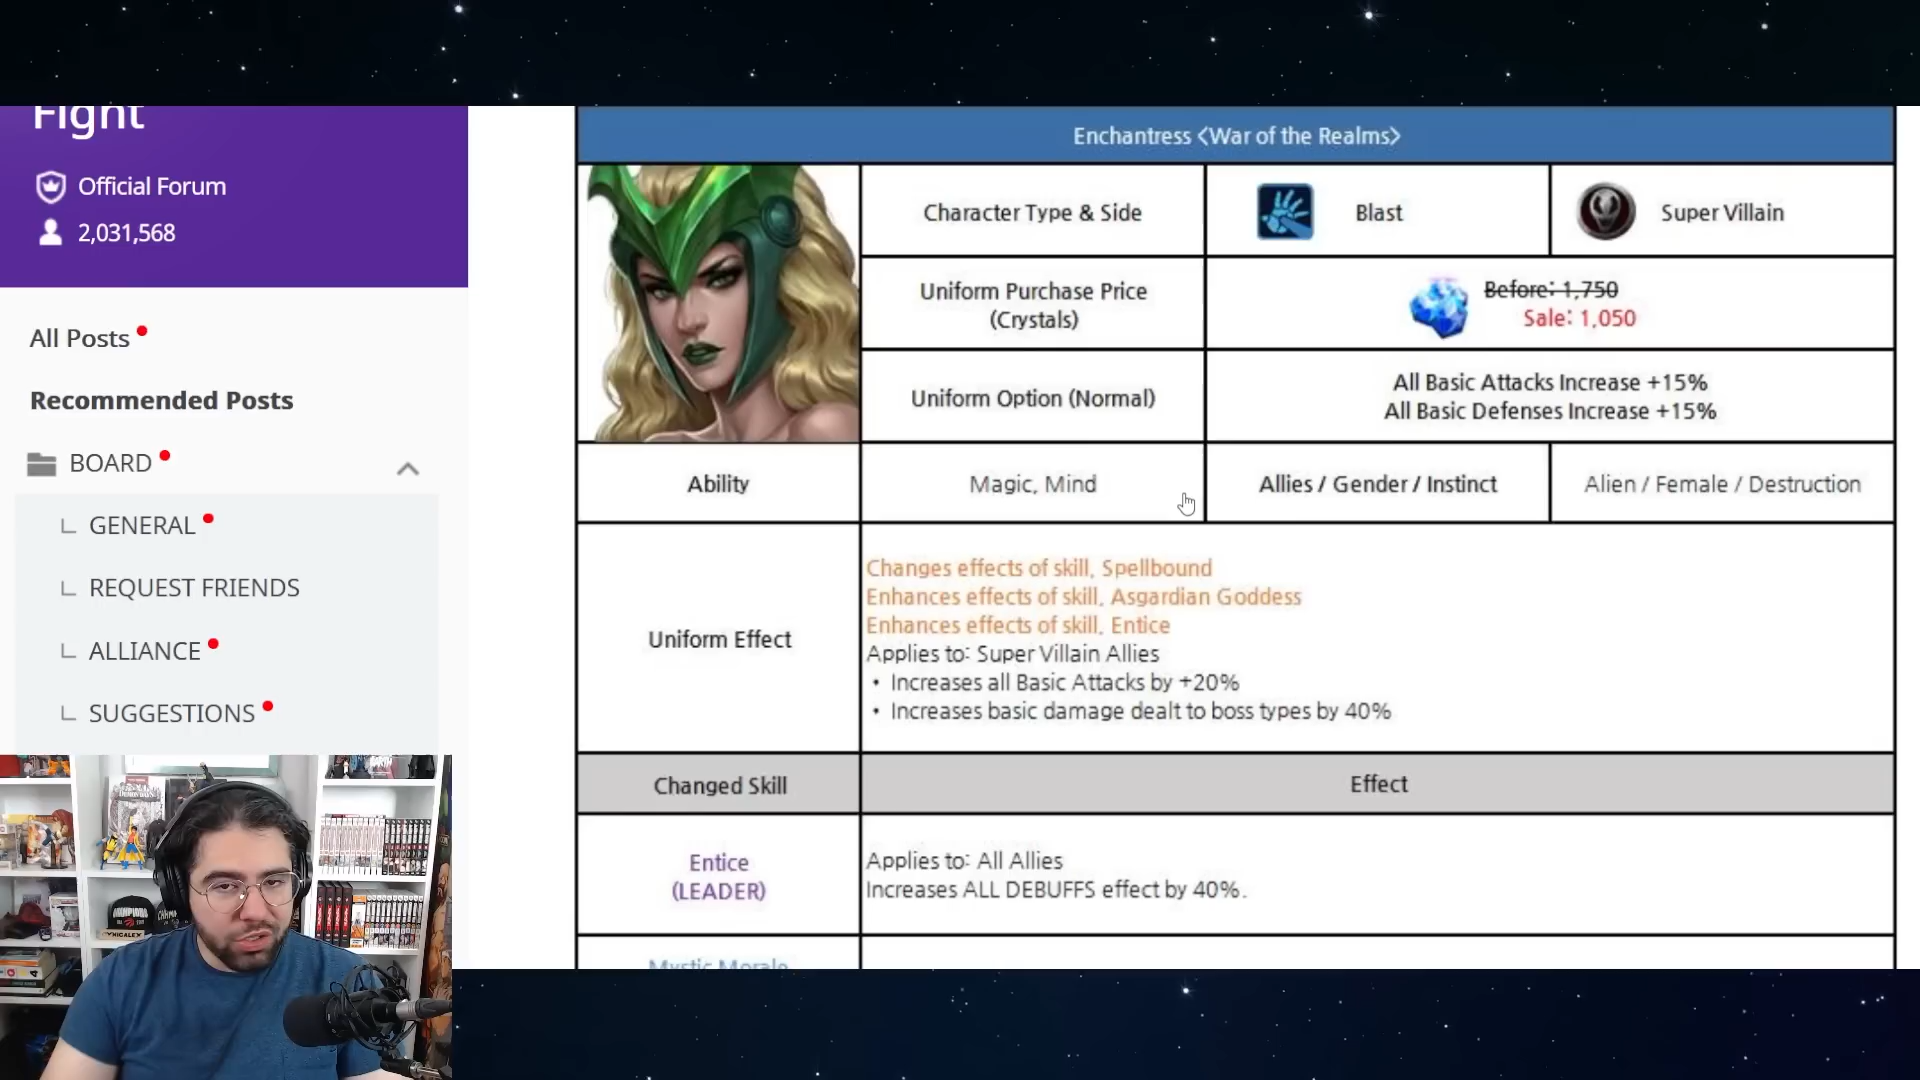 Fight
Official Forum
2,031,568
All Posts
Recommended Posts
BOARD
GENERAL
REQUEST FRIENDS
ALLIANCE
SUGGESTIONS
Enchantress <War of the Realms>
Character Type & Side
Blast
Super Villain
Uniform Purchase Price
(Crystals)
Before: 1,750
Sale: 1,050
Uniform Option (Normal)
All Basic Attacks Increase +15%
All Basic Defenses Increase +15%
Ability
Magic, Mind
Allies / Gender / Instinct
Alien / Female / Destruction
Uniform Effect
Changes effects of skill, Spellbound
Enhances effects of skill, Asgardian Goddess
Enhances effects of skill, Entice
Applies to: Super Villain Allies
• Increases all Basic Attacks by +20%
• Increases basic damage dealt to boss types by 40%
Changed Skill
Effect
Entice
(LEADER)
Applies to: All Allies
Increases ALL DEBUFFS effect by 40%.
Mystic Morale